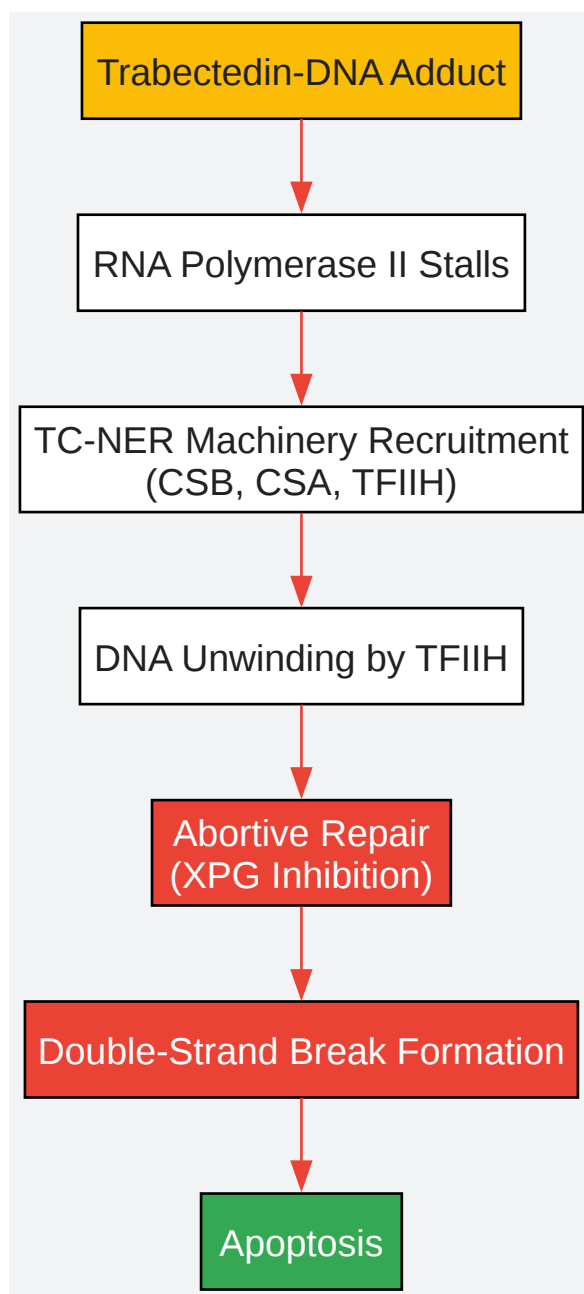 Trabectedin-DNA Adduct
RNA Polymerase II Stalls
TC-NER Machinery Recruitment
(CSB, CSA, TFIIH)
DNA Unwinding by TFIIH
Abortive Repair
(XPG Inhibition)
Double-Strand Break Formation
Apoptosis